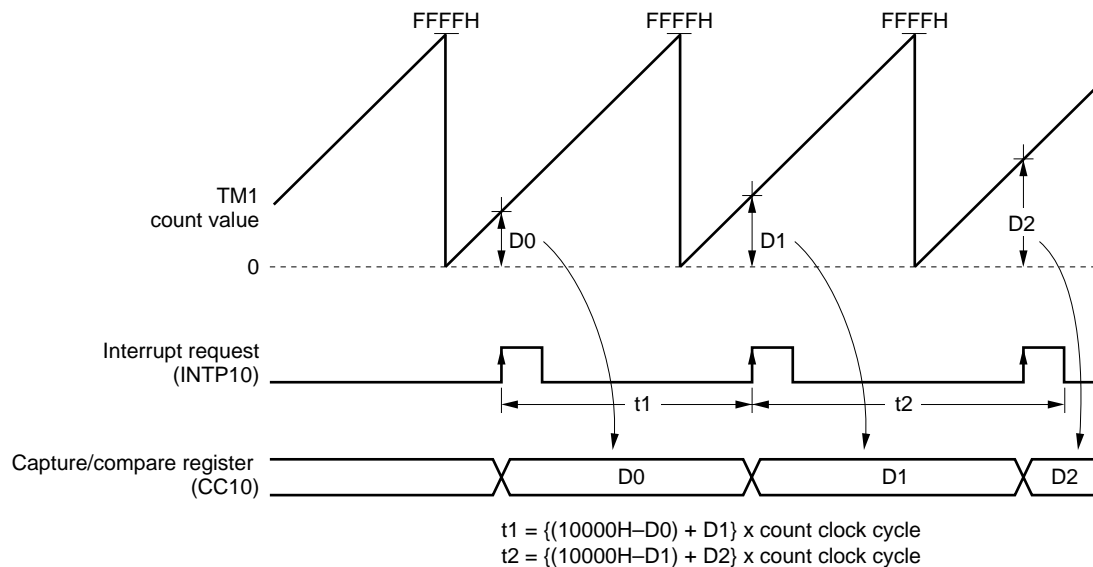 FFFFH FFFFH FFFFH
TM1
count value
D0 D1 D2
0
Interrupt request
(INTP10)
t1 t2
Capture/compare register
(CC10)
D0 D1 D2
t1 = {(10000H–D0) + D1} x count clock cycle
t2 = {(10000H–D1) + D2} x count clock cycle